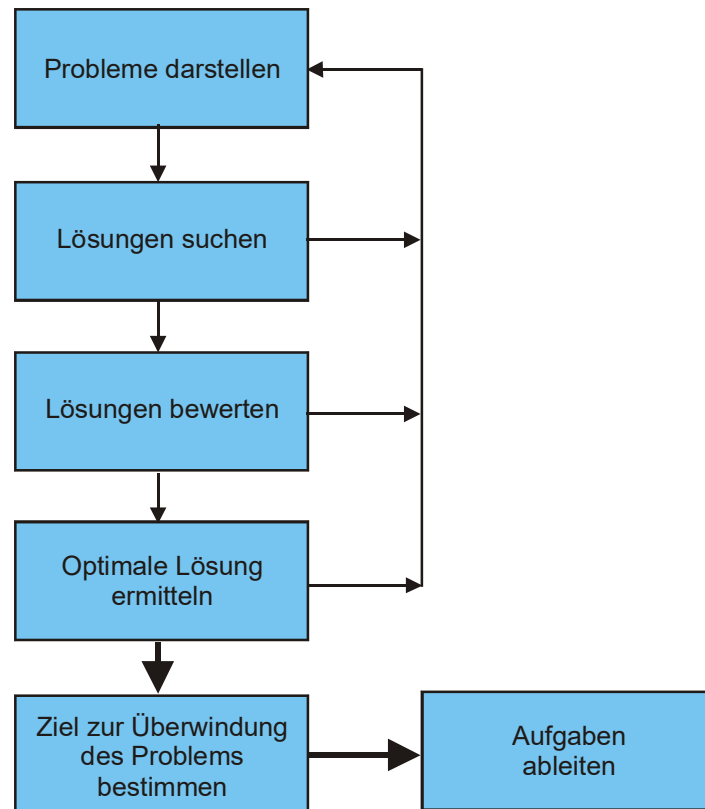 Probleme darstellen
Lösungen suchen
Lösungen bewerten
Optimale Lösung
ermitteln
Ziel zur Überwindung
des Problems
bestimmen
Aufgaben
ableiten